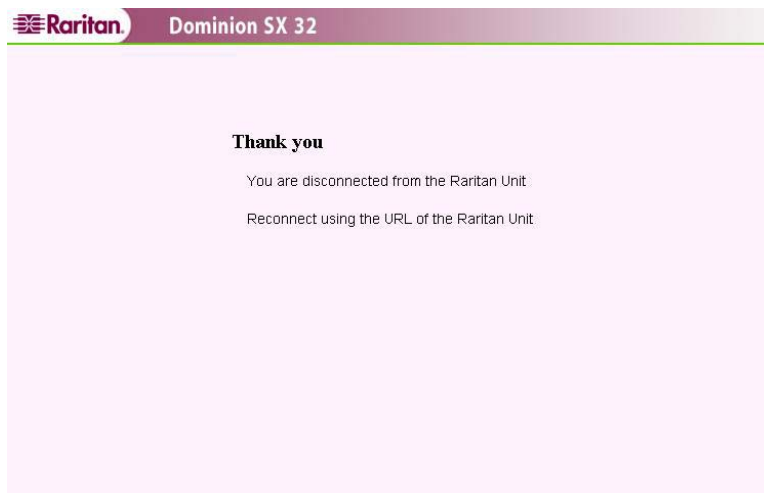 Raritan. Dominion SX 32
Thank you
You are disconnected from the Raritan Unit
Reconnect using the URL of the Raritan Unit